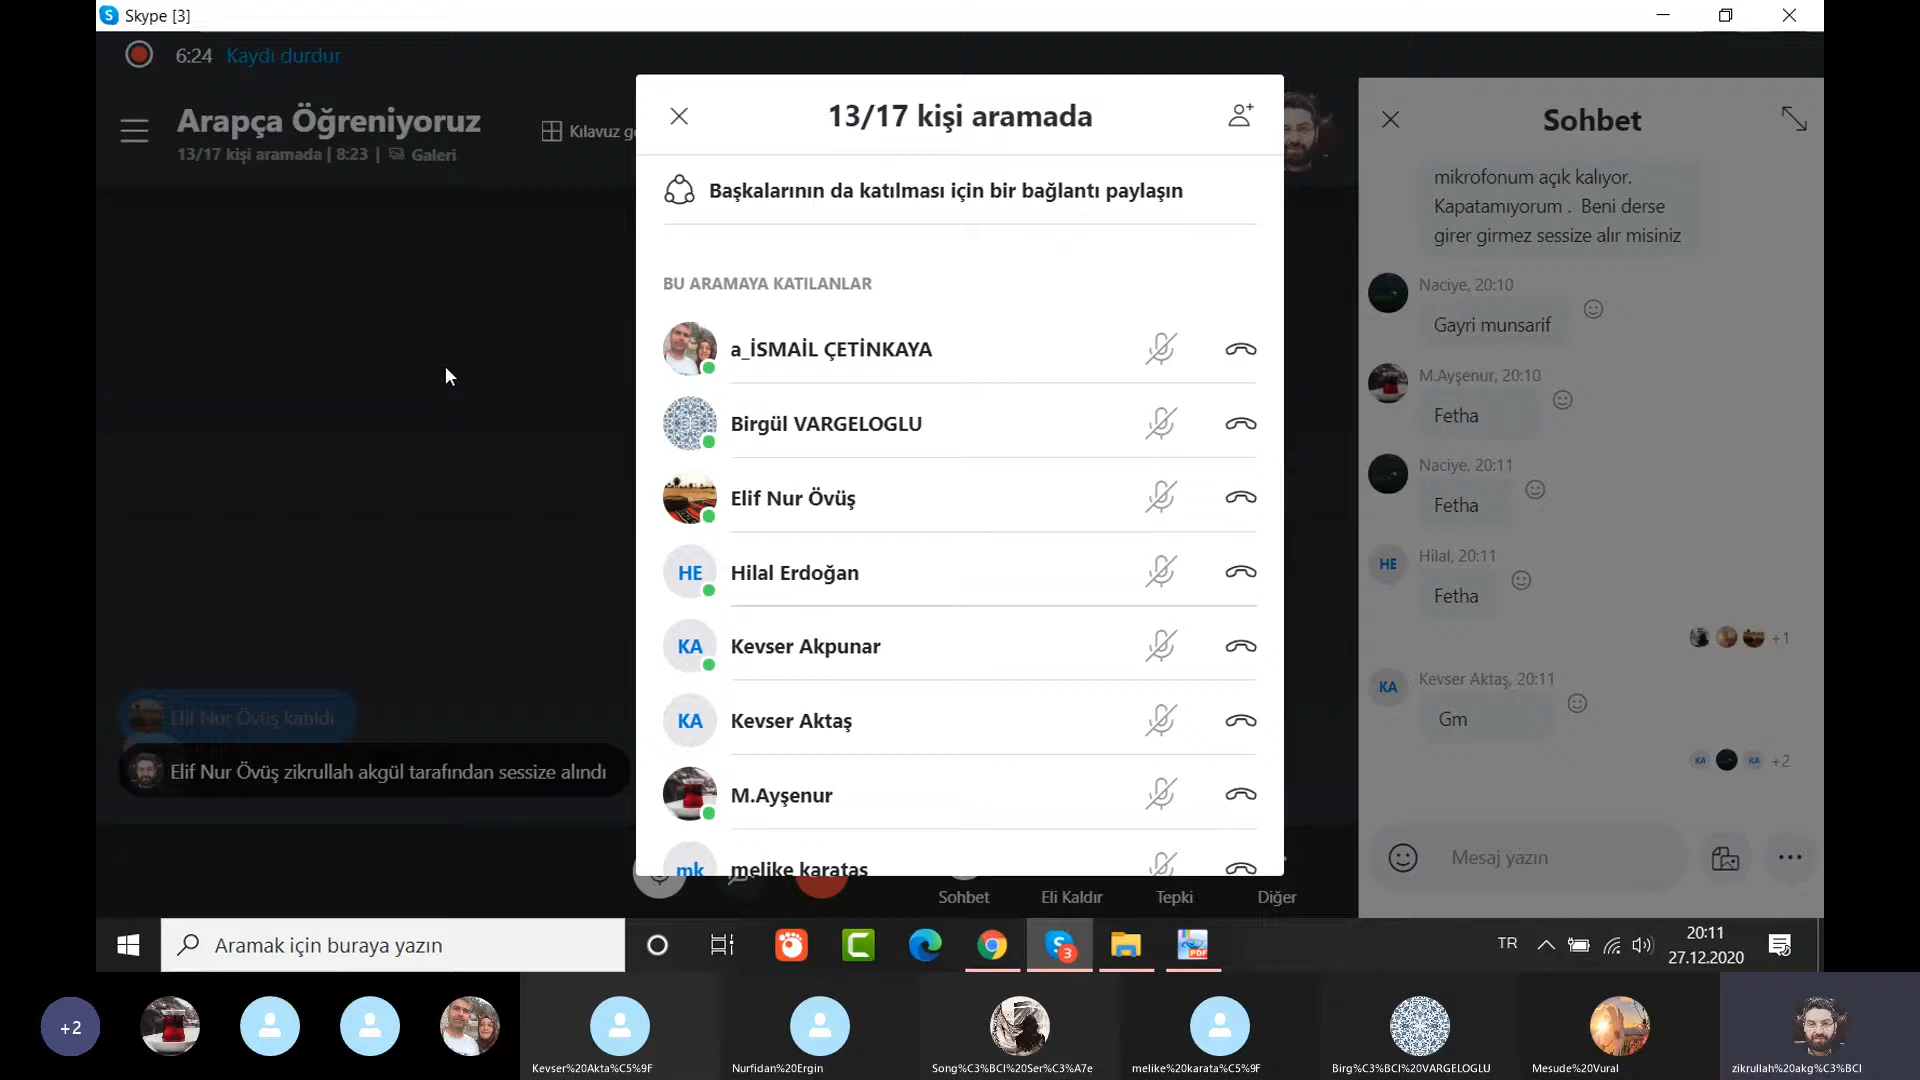 Skype [3]
6:24 Kaydı durdur
Arapça Öğreniyoruz
13/17 kişi aramada | 8:23 | Galeri
Kılavuz
13/17 kişi aramada
Başkalarının da katılması için bir bağlantı paylaşın
BU ARAMAYA KATILANLAR
a_İSMAİL ÇETİNKAYA
Birgül VARGELOGLU
Elif Nur Övüş
HE Hilal Erdoğan
KA Kevser Akpunar
KA Kevser Aktaş
M.Ayşenur
mk melike karataş
Elif Nur Övüş katıldı
Elif Nur Övüş zikrullah akgül tarafından sessize alındı
Sohbet
mikrofonum açık kalıyor.
Kapatamıyorum . Beni derse
girer girmez sessize alır misiniz
Naciye, 20:10
Gayri munsarif
M.Ayşenur, 20:10
Fetha
Naciye, 20:11
Fetha
HE Hilal, 20:11
Fetha
+1
KA Kevser Aktaş, 20:11
Gm
KA KA +2
Mesaj yazın
Sohbet Eli Kaldır Tepki Diğer
Aramak için buraya yazın
3
PDF
TR
20:11
27.12.2020
+2
Kevser%20Akta%C5%9F
Nurfidan%20Ergin
Song%C3%BCl%20Ser%C3%A7e
melike%20karata%C5%9F
Birg%C3%BCl%20VARGELOGLU
Mesude%20Vural
zikrullah%20akg%C3%BCl